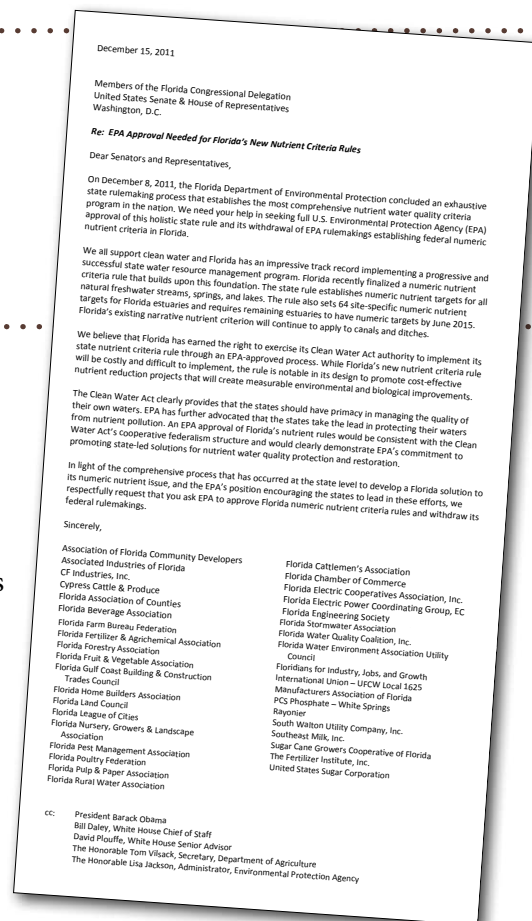 December 15, 2011
Members of the Florida Congressional Delegation
United States Senate & House of Representatives
Washington, D.C.
Re: EPA Approval Needed for Florida's New Nutrient Criteria Rules
Dear Senators and Representatives,
On December 8, 2011, the Florida Department of Environmental Protection concluded an exhaustive
state rulemaking process that establishes the most comprehensive nutrient water quality criteria
program in the nation. We need your help in seeking full U.S. Environmental Protection Agency (EPA)
approval of this holistic state rule and its withdrawal of EPA rulemakings establishing federal numeric
nutrient criteria in Florida.
We all support clean water and Florida has an impressive track record implementing a progressive and
successful state water resource management program. Florida recently finalized a numeric nutrient
criteria rule that builds upon this foundation. The state rule establishes numeric nutrient targets for all
natural freshwater streams, springs, and lakes. The rule also sets 64 site-specific numeric nutrient
targets for Florida estuaries and requires remaining estuaries to have numeric targets by June 2015.
Florida's existing narrative nutrient criterion will continue to apply to canals and ditches.
We believe that Florida has earned the right to exercise its Clean Water Act authority to implement its
state nutrient criteria rule through an EPA-approved process. While Florida's new nutrient criteria rule
will be costly and difficult to implement, the rule is notable in its design to promote cost-effective
nutrient reduction projects that will create measurable environmental and biological improvements.
The Clean Water Act clearly provides that the states should have primacy in managing the quality of
their own waters. EPA has further advocated that the states take the lead in protecting their waters
from nutrient pollution. An EPA approval of Florida's nutrient rules would be consistent with the Clean
Water Act's cooperative federalism structure and would clearly demonstrate EPA's commitment to
promoting state-led solutions for nutrient water quality protection and restoration.
In light of the comprehensive process that has occurred at the state level to develop a Florida solution to
its numeric nutrient issue, and the EPA's position encouraging the states to lead in these efforts, we
respectfully request that you ask EPA to approve Florida numeric nutrient criteria rules and withdraw its
federal rulemakings.
Sincerely,
Association of Florida Community Developers
Associated Industries of Florida
CF Industries, Inc.
Cypress Cattle & Produce
Florida Association of Counties
Florida Beverage Association
Florida Farm Bureau Federation
Florida Fertilizer & Agrichemical Association
Florida Forestry Association
Florida Fruit & Vegetable Association
Florida Gulf Coast Building & Construction
Trades Council
Florida Home Builders Association
Florida Land Council
Florida League of Cities
Florida Nursery, Growers & Landscape
Association
Florida Pest Management Association
Florida Poultry Federation
Florida Pulp & Paper Association
Florida Rural Water Association
Florida Cattlemen's Association
Florida Chamber of Commerce
Florida Electric Cooperatives Association, Inc.
Florida Electric Power Coordinating Group, EC
Florida Engineering Society
Florida Stormwater Association
Florida Water Quality Coalition, Inc.
Florida Water Environment Association Utility
Council
Floridians for Industry, Jobs, and Growth
International Union – UFCW Local 1625
Manufacturers Association of Florida
PCS Phosphate – White Springs
Rayonier
South Walton Utility Company, Inc.
Southeast Milk, Inc.
Sugar Cane Growers Cooperative of Florida
The Fertilizer Institute, Inc.
United States Sugar Corporation
cc: President Barack Obama
Bill Daley, White House Chief of Staff
David Plouffe, White House Senior Advisor
The Honorable Tom Vilsack, Secretary, Department of Agriculture
The Honorable Lisa Jackson, Administrator, Environmental Protection Agency
s